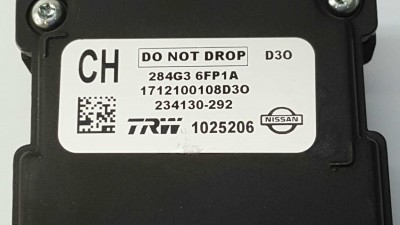 CH DO NOT DROP D3O
284G3 6FP1A
1712100108D3O
234130-292
TRW 1025206 NISSAN